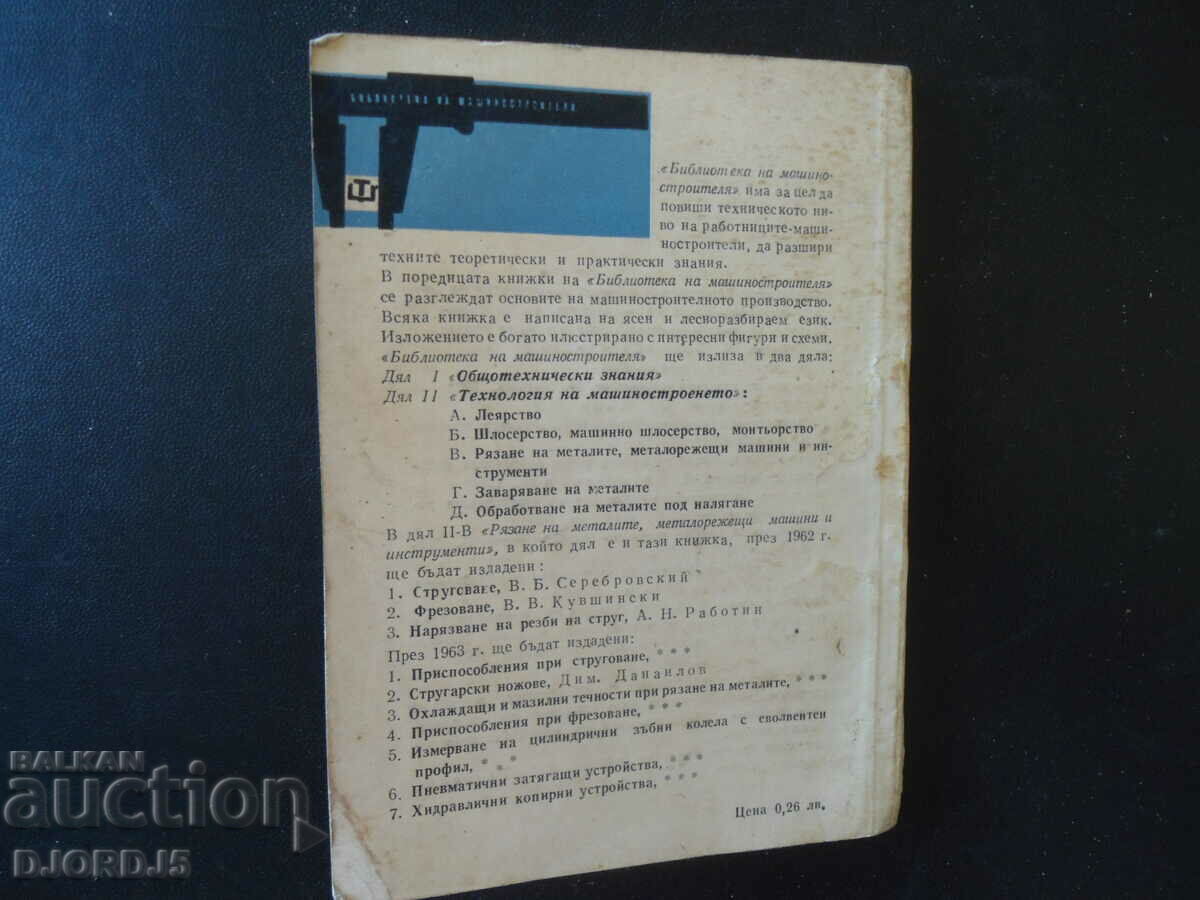 БИБЛИОТЕКА НА МАШИНОСТРОИТЕЛЯ
«Библиотека на машино-
строителя» има за цел да
повиши техническото ни-
во на работниците-маши-
ностроители, да разшири
техните теоретически и практически знания.
В поредицата книжки на «Библиотека на машиностроителя»
се разглеждат основите на машиностроителното производство.
Всяка книжка е написана на ясен и лесноразбираем език.
Изложението е богато илюстрирано с интересни фигури и схеми.
«Библиотека на машиностроителя» ще излиза в два дяла:
Дял I «Общотехнически знания»
Дял II «Технология на машиностроенето»:
А. Леярство
Б. Шлосерство, машинно шлосерство, монтьорство
В. Рязане на металите, металорежещи машини и ин-
струменти
Г. Заваряване на металите
Д. Обработване на металите под налягане
В дял II-В «Рязане на металите, металорежещи машини и
инструменти», в който дял е и тази книжка, през 1962 г.
ще бъдат издадени:
1. Стругсване, В. Б. Серебровский
2. Фрезоване, В. В. Кувшински
3. Нарязване на резби на струг, А. Н. Работин
През 1963 г. ще бъдат издадени:
1. Приспособления при струговане, * * *
2. Стругарски ножове, Дим. Данаилов
3. Охлаждащи и мазилни течности при рязане на металите, * * *
4. Приспособления при фрезоване, * * *
5. Измерване на цилиндрични зъбни колела с еволвентен
профил, * * *
6. Пневматични затягащи устройства, * * *
7. Хидравлични копирни устройства, * * *
Цена 0,26 лв.
BALKAN
auction
DJORDJ5